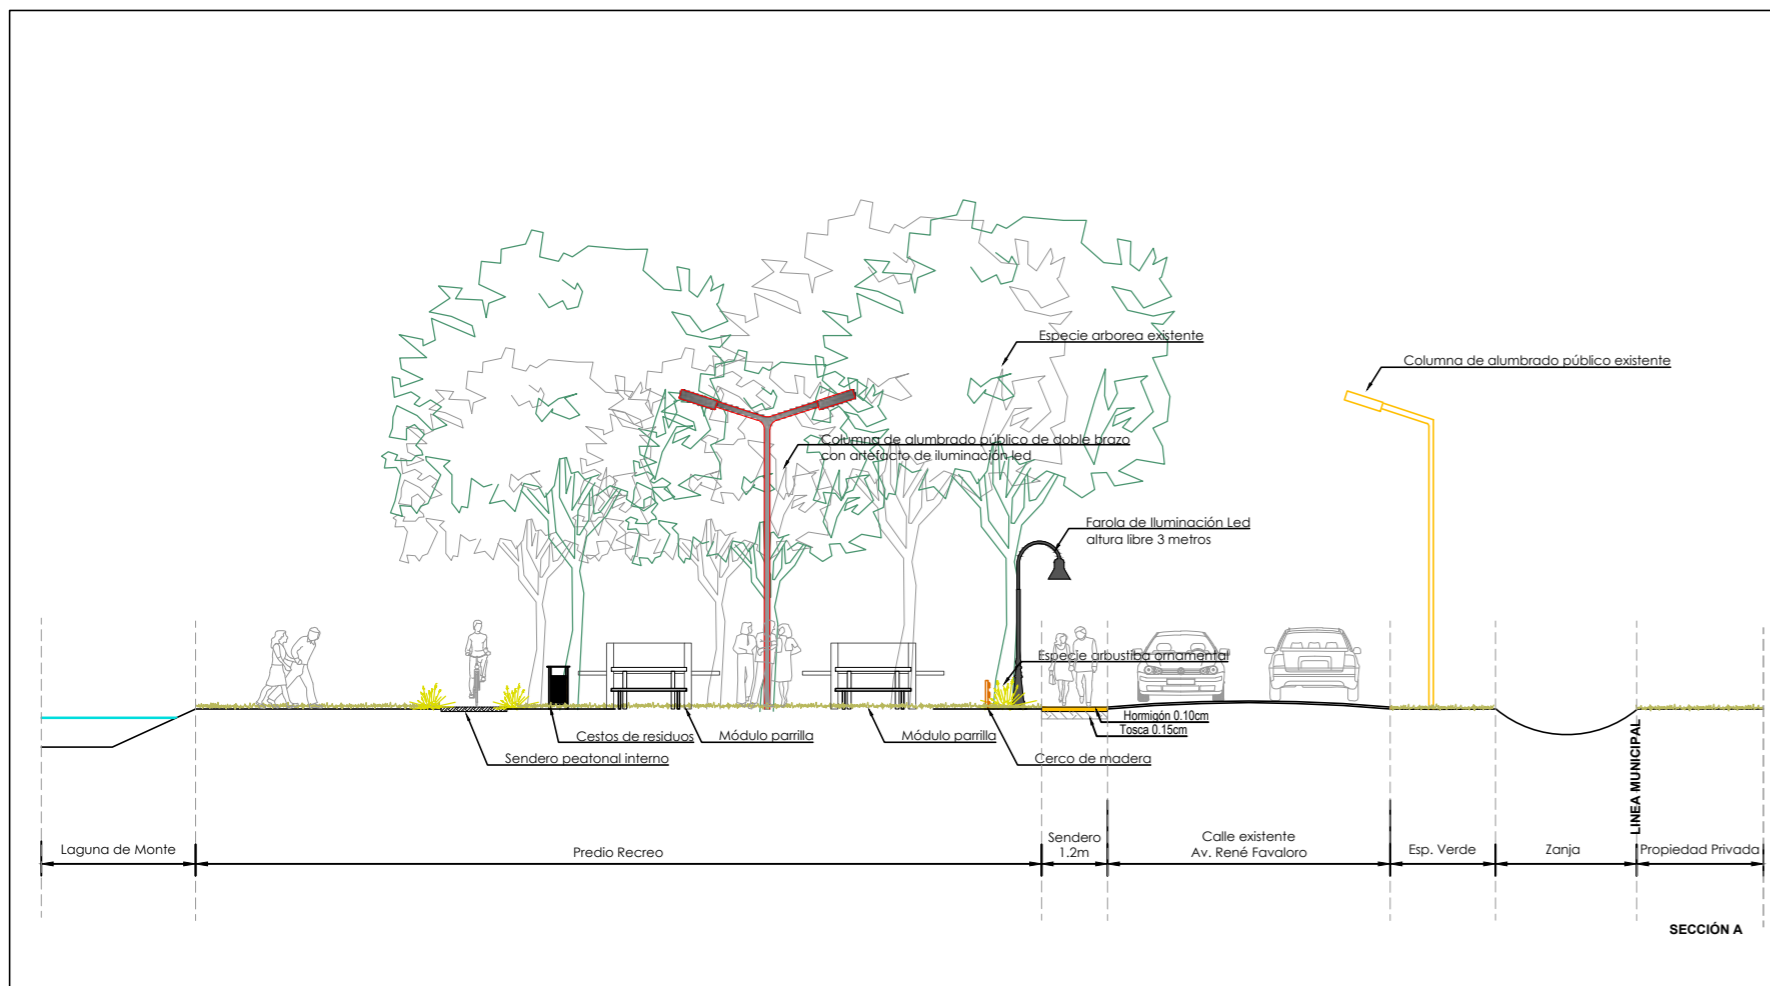 Especie arborea existente
Columna de alumbrado público existente
Columna de alumbrado público de doble brazo
con artefacto de iluminación led
Farola de Iluminación Led
altura libre 3 metros
Especie arbustiba ornamental
Hormigón 0.10cm
Tosca 0.15cm
Cestos de residuos
Módulo parrilla
Módulo parrilla
Sendero peatonal interno
Cerco de madera
LINEA MUNICIPAL
Laguna de Monte
Predio Recreo
Sendero
1.2m
Calle existente
Av. René Favaloro
Esp. Verde
Zanja
Propiedad Privada
SECCIÓN A